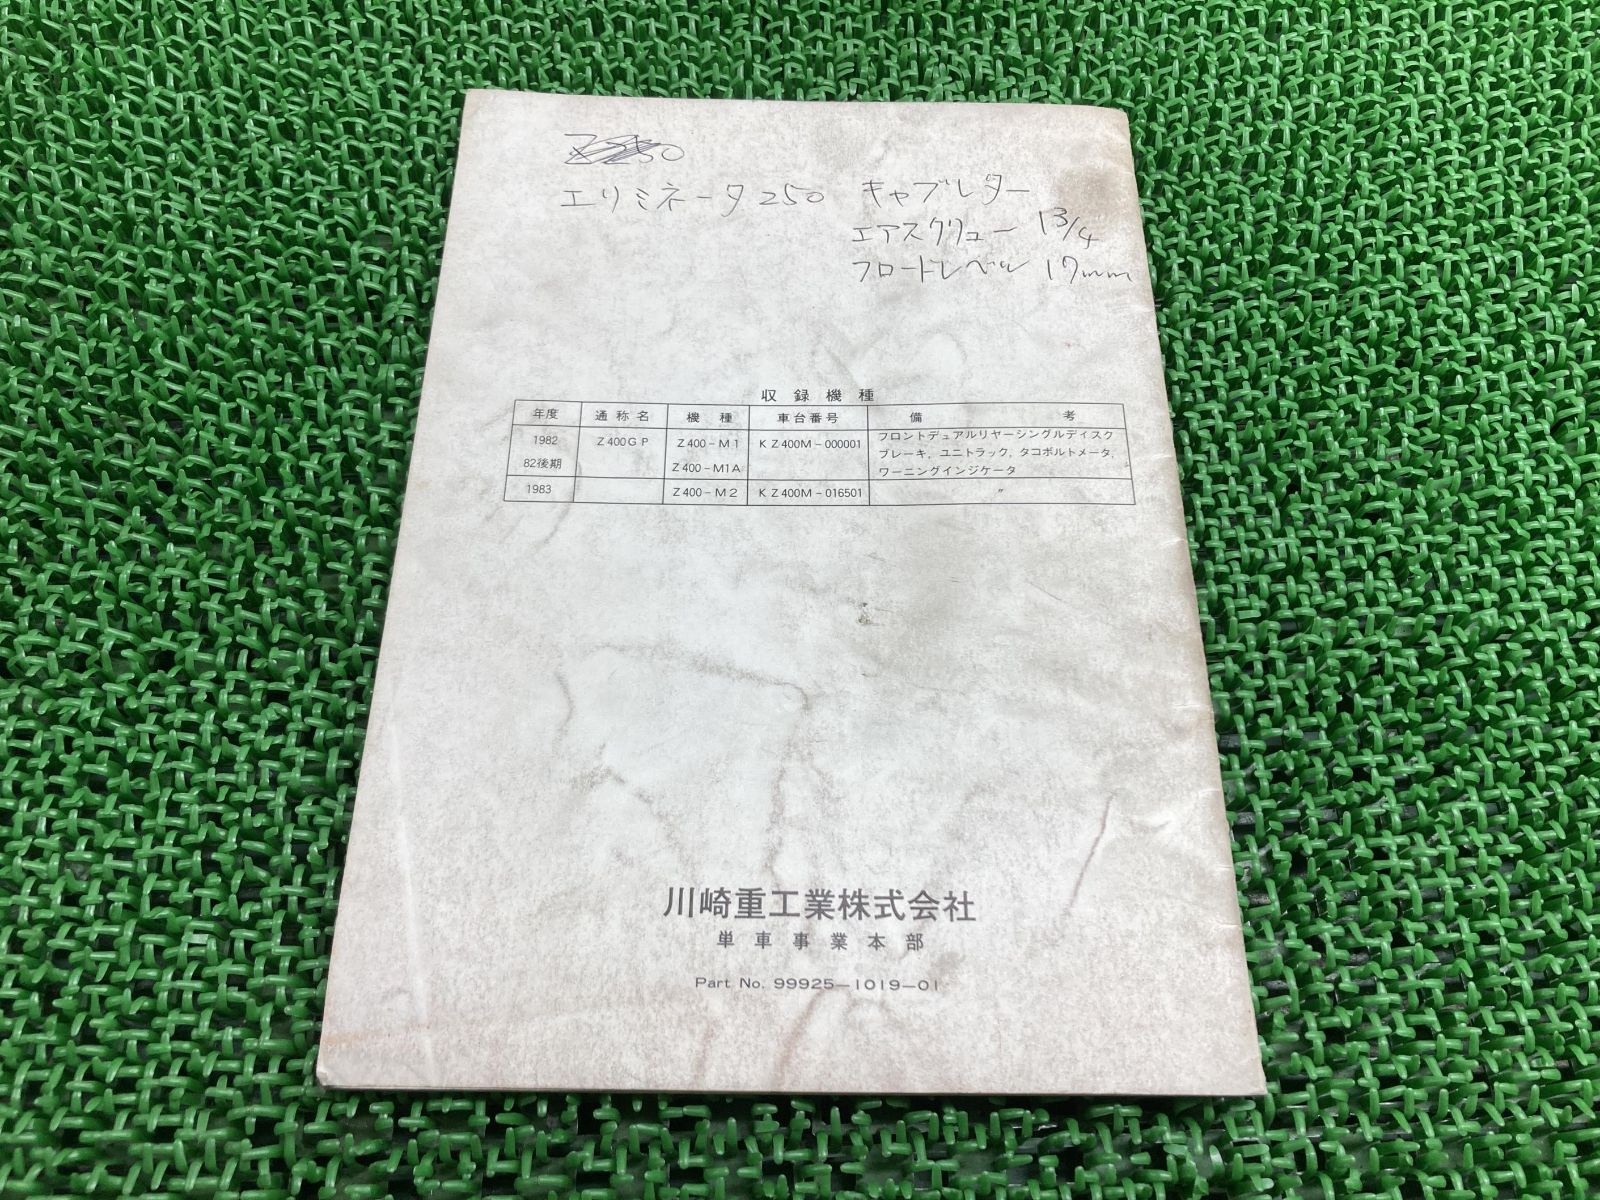 エリミネータ250 キャブレター
エアスクリュー 1 3/4
フロートレベル 17mm
収録機種
年度 通称名 機種 車台番号 備考
1982 Z400GP Z400-M1 KZ400M-000001 フロントデュアルリヤーシングルディスク
ブレーキ，ユニトラック，タコボルトメータ，
82後期 Z400-M1A ワーニングインジケータ
1983 Z400-M2 KZ400M-016501 〃
川崎重工業株式会社
単車事業本部
Part No. 99925-1019-01